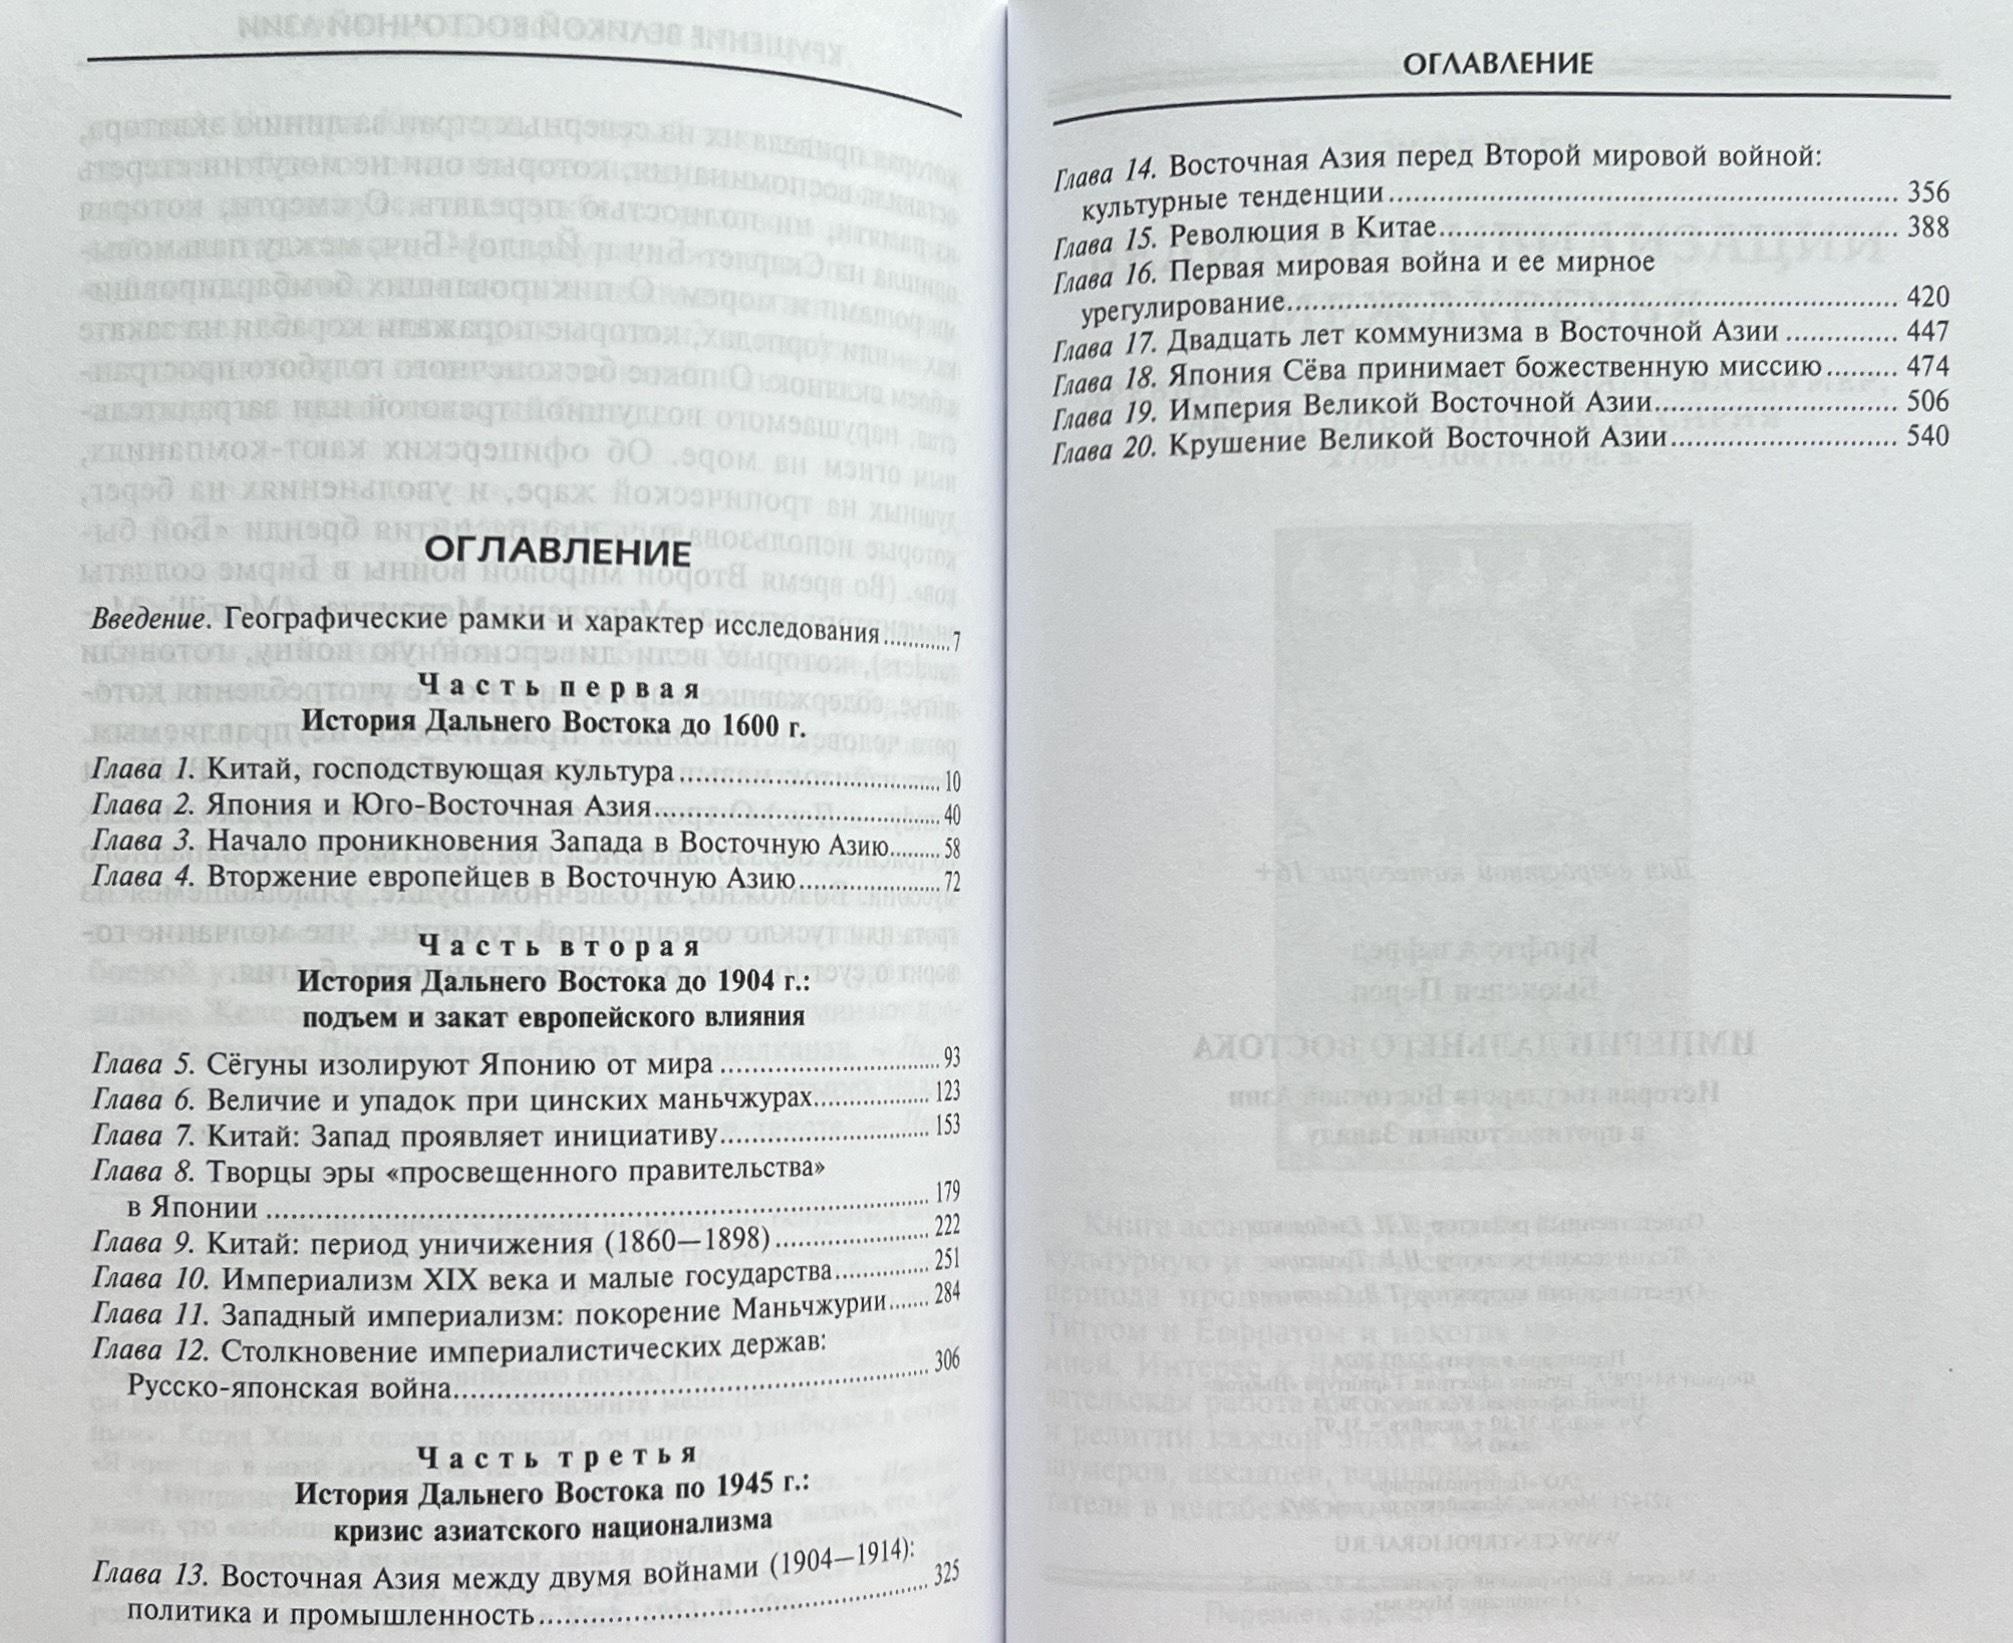 ОГЛАВЛЕНИЕ
Введение. Географические рамки и характер исследования..........7
Часть первая
История Дальнего Востока до 1600 г.
Глава 1. Китай, господствующая культура..........10
Глава 2. Япония и Юго-Восточная Азия..........40
Глава 3. Начало проникновения Запада в Восточную Азию..........58
Глава 4. Вторжение европейцев в Восточную Азию..........72
Часть вторая
История Дальнего Востока до 1904 г.:
подъем и закат европейского влияния
Глава 5. Сёгуны изолируют Японию от мира..........93
Глава 6. Величие и упадок при цинских маньчжурах..........123
Глава 7. Китай: Запад проявляет инициативу..........153
Глава 8. Творцы эры «просвещенного правительства»
в Японии..........179
Глава 9. Китай: период уничижения (1860—1898)..........222
Глава 10. Империализм XIX века и малые государства..........251
Глава 11. Западный империализм: покорение Маньчжурии..........284
Глава 12. Столкновение империалистических держав:
Русско-японская война..........306
Часть третья
История Дальнего Востока по 1945 г.:
кризис азиатского национализма
Глава 13. Восточная Азия между двумя войнами (1904—1914):
политика и промышленность..........325
ОГЛАВЛЕНИЕ
Глава 14. Восточная Азия перед Второй мировой войной:
культурные тенденции..........356
Глава 15. Революция в Китае..........388
Глава 16. Первая мировая война и ее мирное
урегулирование..........420
Глава 17. Двадцать лет коммунизма в Восточной Азии..........447
Глава 18. Япония Сёва принимает божественную миссию..........474
Глава 19. Империя Великой Восточной Азии..........506
Глава 20. Крушение Великой Восточной Азии..........540